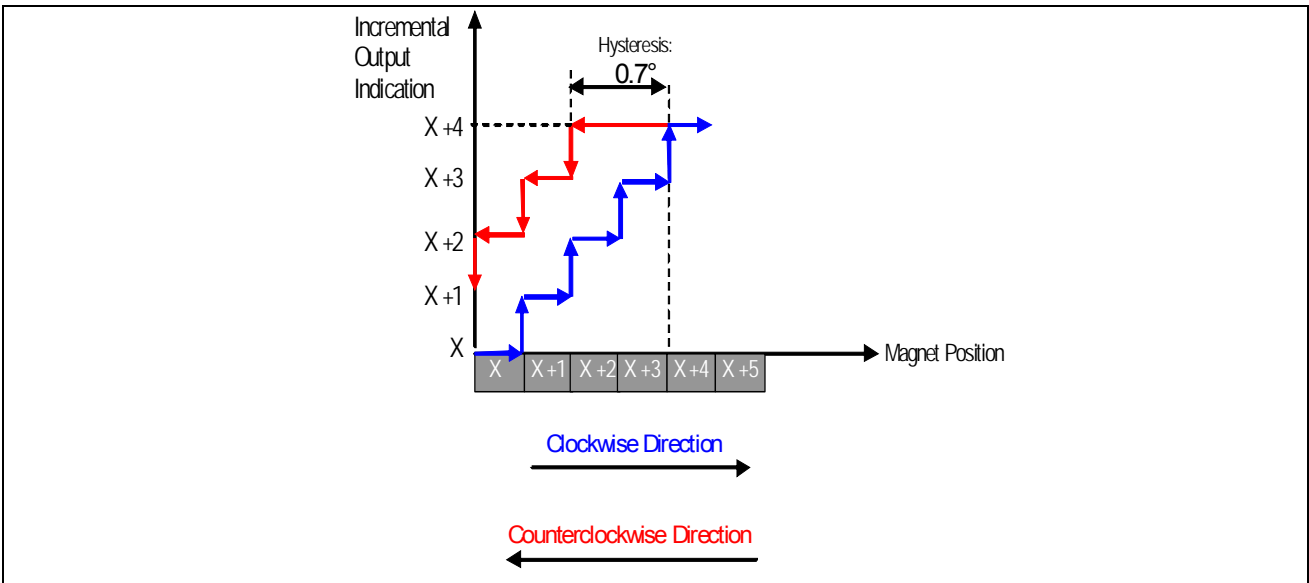 Incremental
Output
Indication
Hysteresis:
0.7°
X +4
X +3
X +2
X +1
X
Magnet Position
X X +1 X +2 X +3 X +4 X +5
Clockwise Direction
Counterclockwise Direction